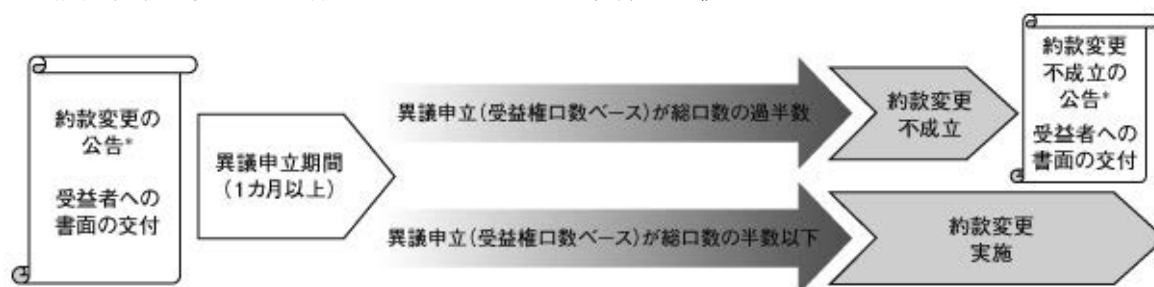 約款変更の
公告*
受益者への
書面の交付
異議申立期間
(1カ月以上)
異議申立(受益権口数ベース)が総口数の過半数
約款変更
不成立
約款変更
不成立の
公告*
受益者への
書面の交付
異議申立(受益権口数ベース)が総口数の半数以下
約款変更
実施